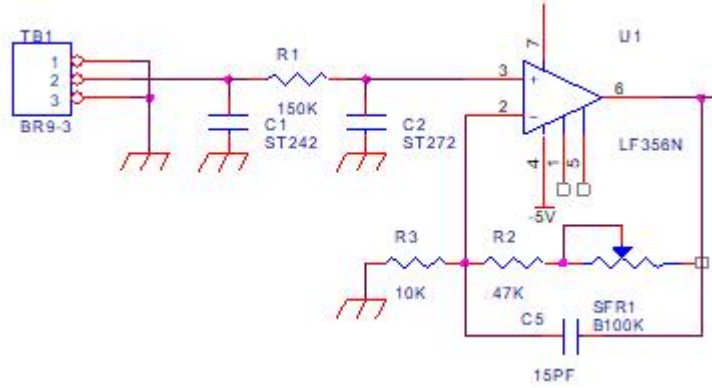 TB1
1
2
3
BR9-3
R1
150K
C1
ST242
C2
ST272
U1
7
3
+
2
-
6
4
1
5
LF356N
-5V
R3
10K
R2
47K
SFR1
B100K
C5
15PF